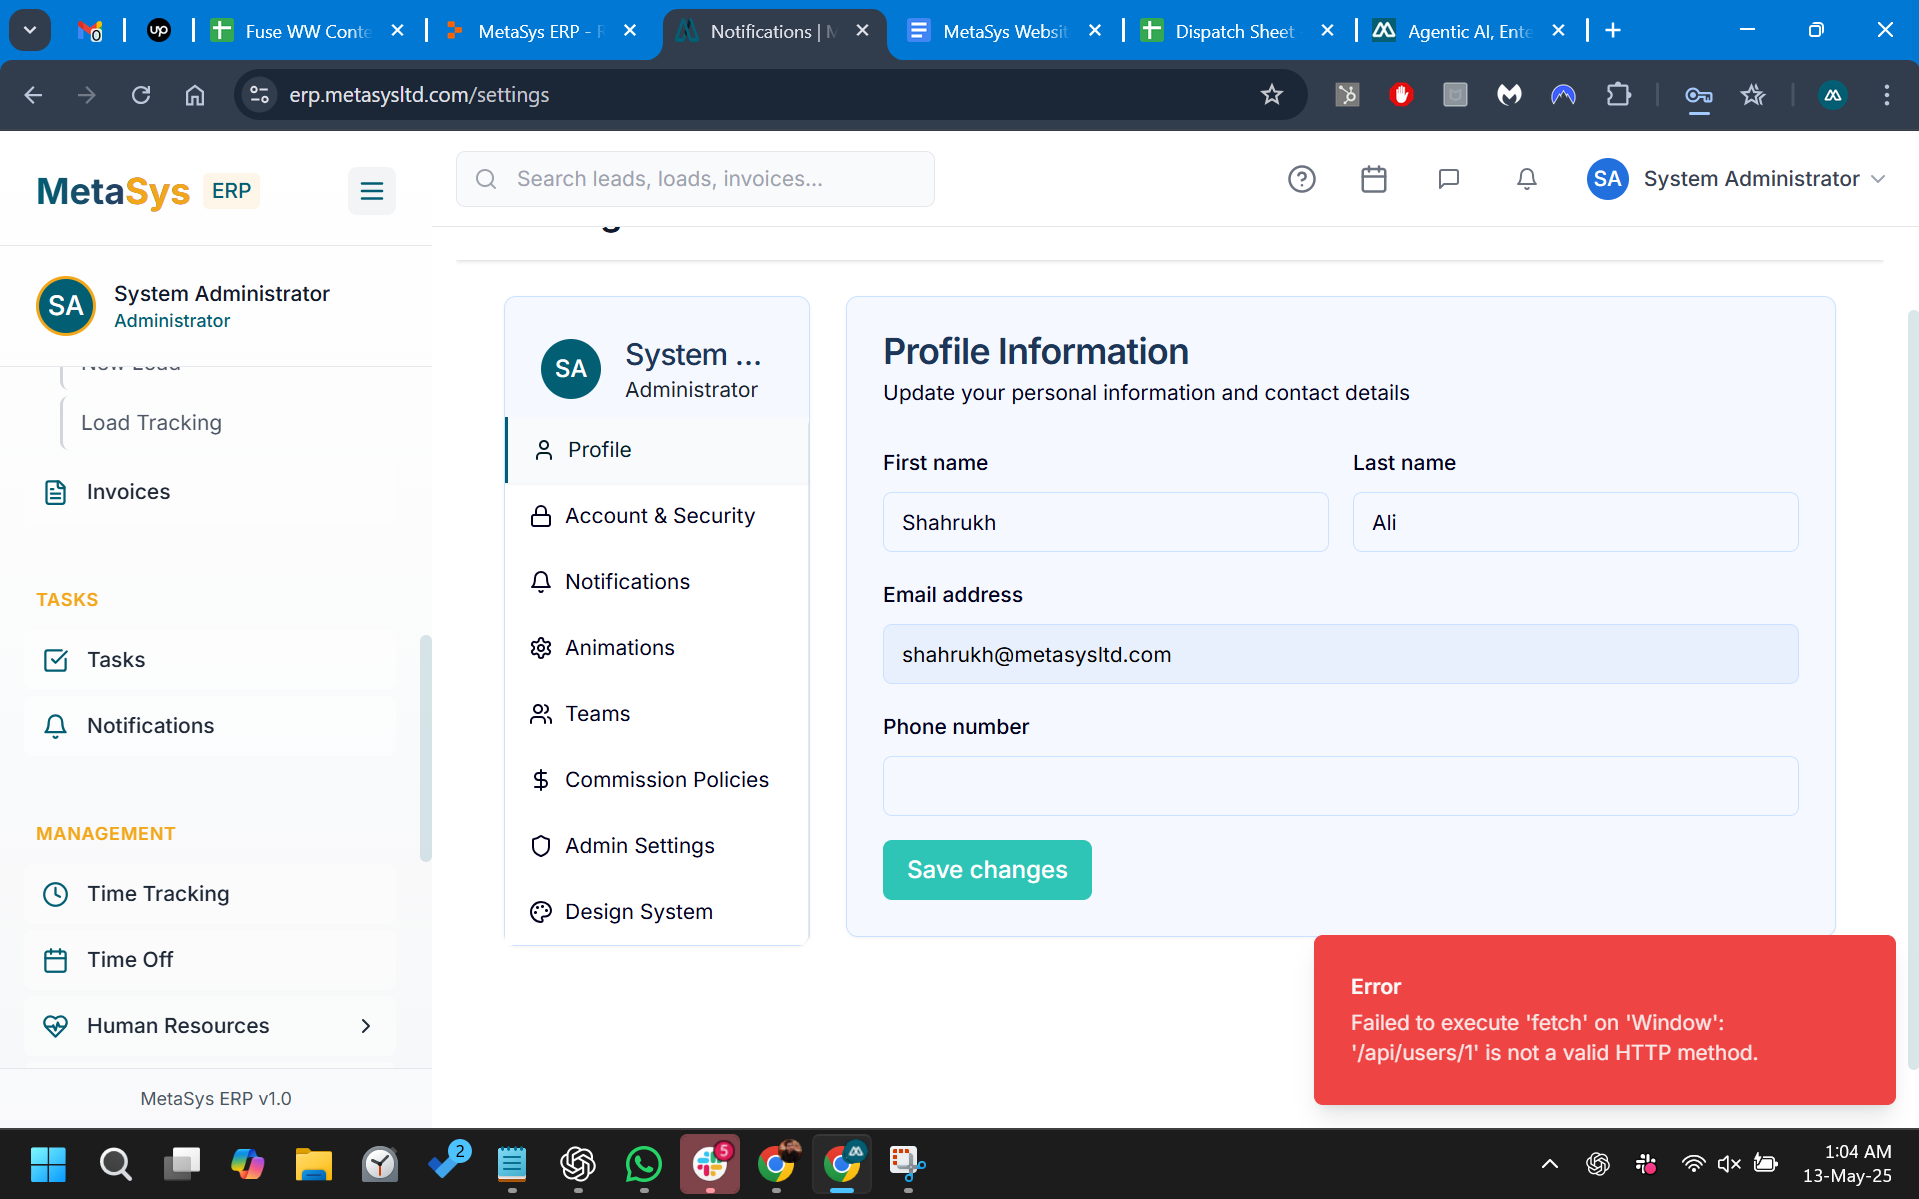 Fuse WW Conte
MetaSys ERP - R
Notifications | M
MetaSys Websit
Dispatch Sheet
Agentic AI, Ente
erp.metasysltd.com/settings
MetaSys ERP
Search leads, loads, invoices...
SA System Administrator
SA
System Administrator
Administrator
New Load
Load Tracking
Invoices
TASKS
Tasks
Notifications
MANAGEMENT
Time Tracking
Time Off
Human Resources
MetaSys ERP v1.0
SA
System ...
Administrator
Profile
Account & Security
Notifications
Animations
Teams
Commission Policies
Admin Settings
Design System
Profile Information
Update your personal information and contact details
First name
Last name
Shahrukh
Ali
Email address
shahrukh@metasysltd.com
Phone number
Save changes
Error
Failed to execute 'fetch' on 'Window':
'/api/users/1' is not a valid HTTP method.
2
5
1:04 AM
13-May-25